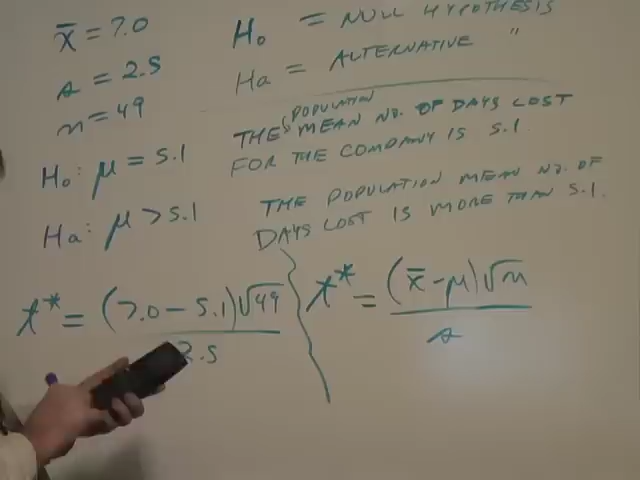 x̄ = 7.0
s = 2.5
n = 49
H₀: μ = 5.1
Ha: μ > 5.1
H₀ = NULL HYPOTHESIS
Ha = ALTERNATIVE "
POPULATION
THE ( MEAN NO. OF DAYS LOST
FOR THE COMPANY IS 5.1.
THE POPULATION MEAN NO. OF
DAYS LOST IS MORE THAN 5.1.
t* = (7.0 - 5.1)√49
2.5
t* = (x̄ - μ)√n
s